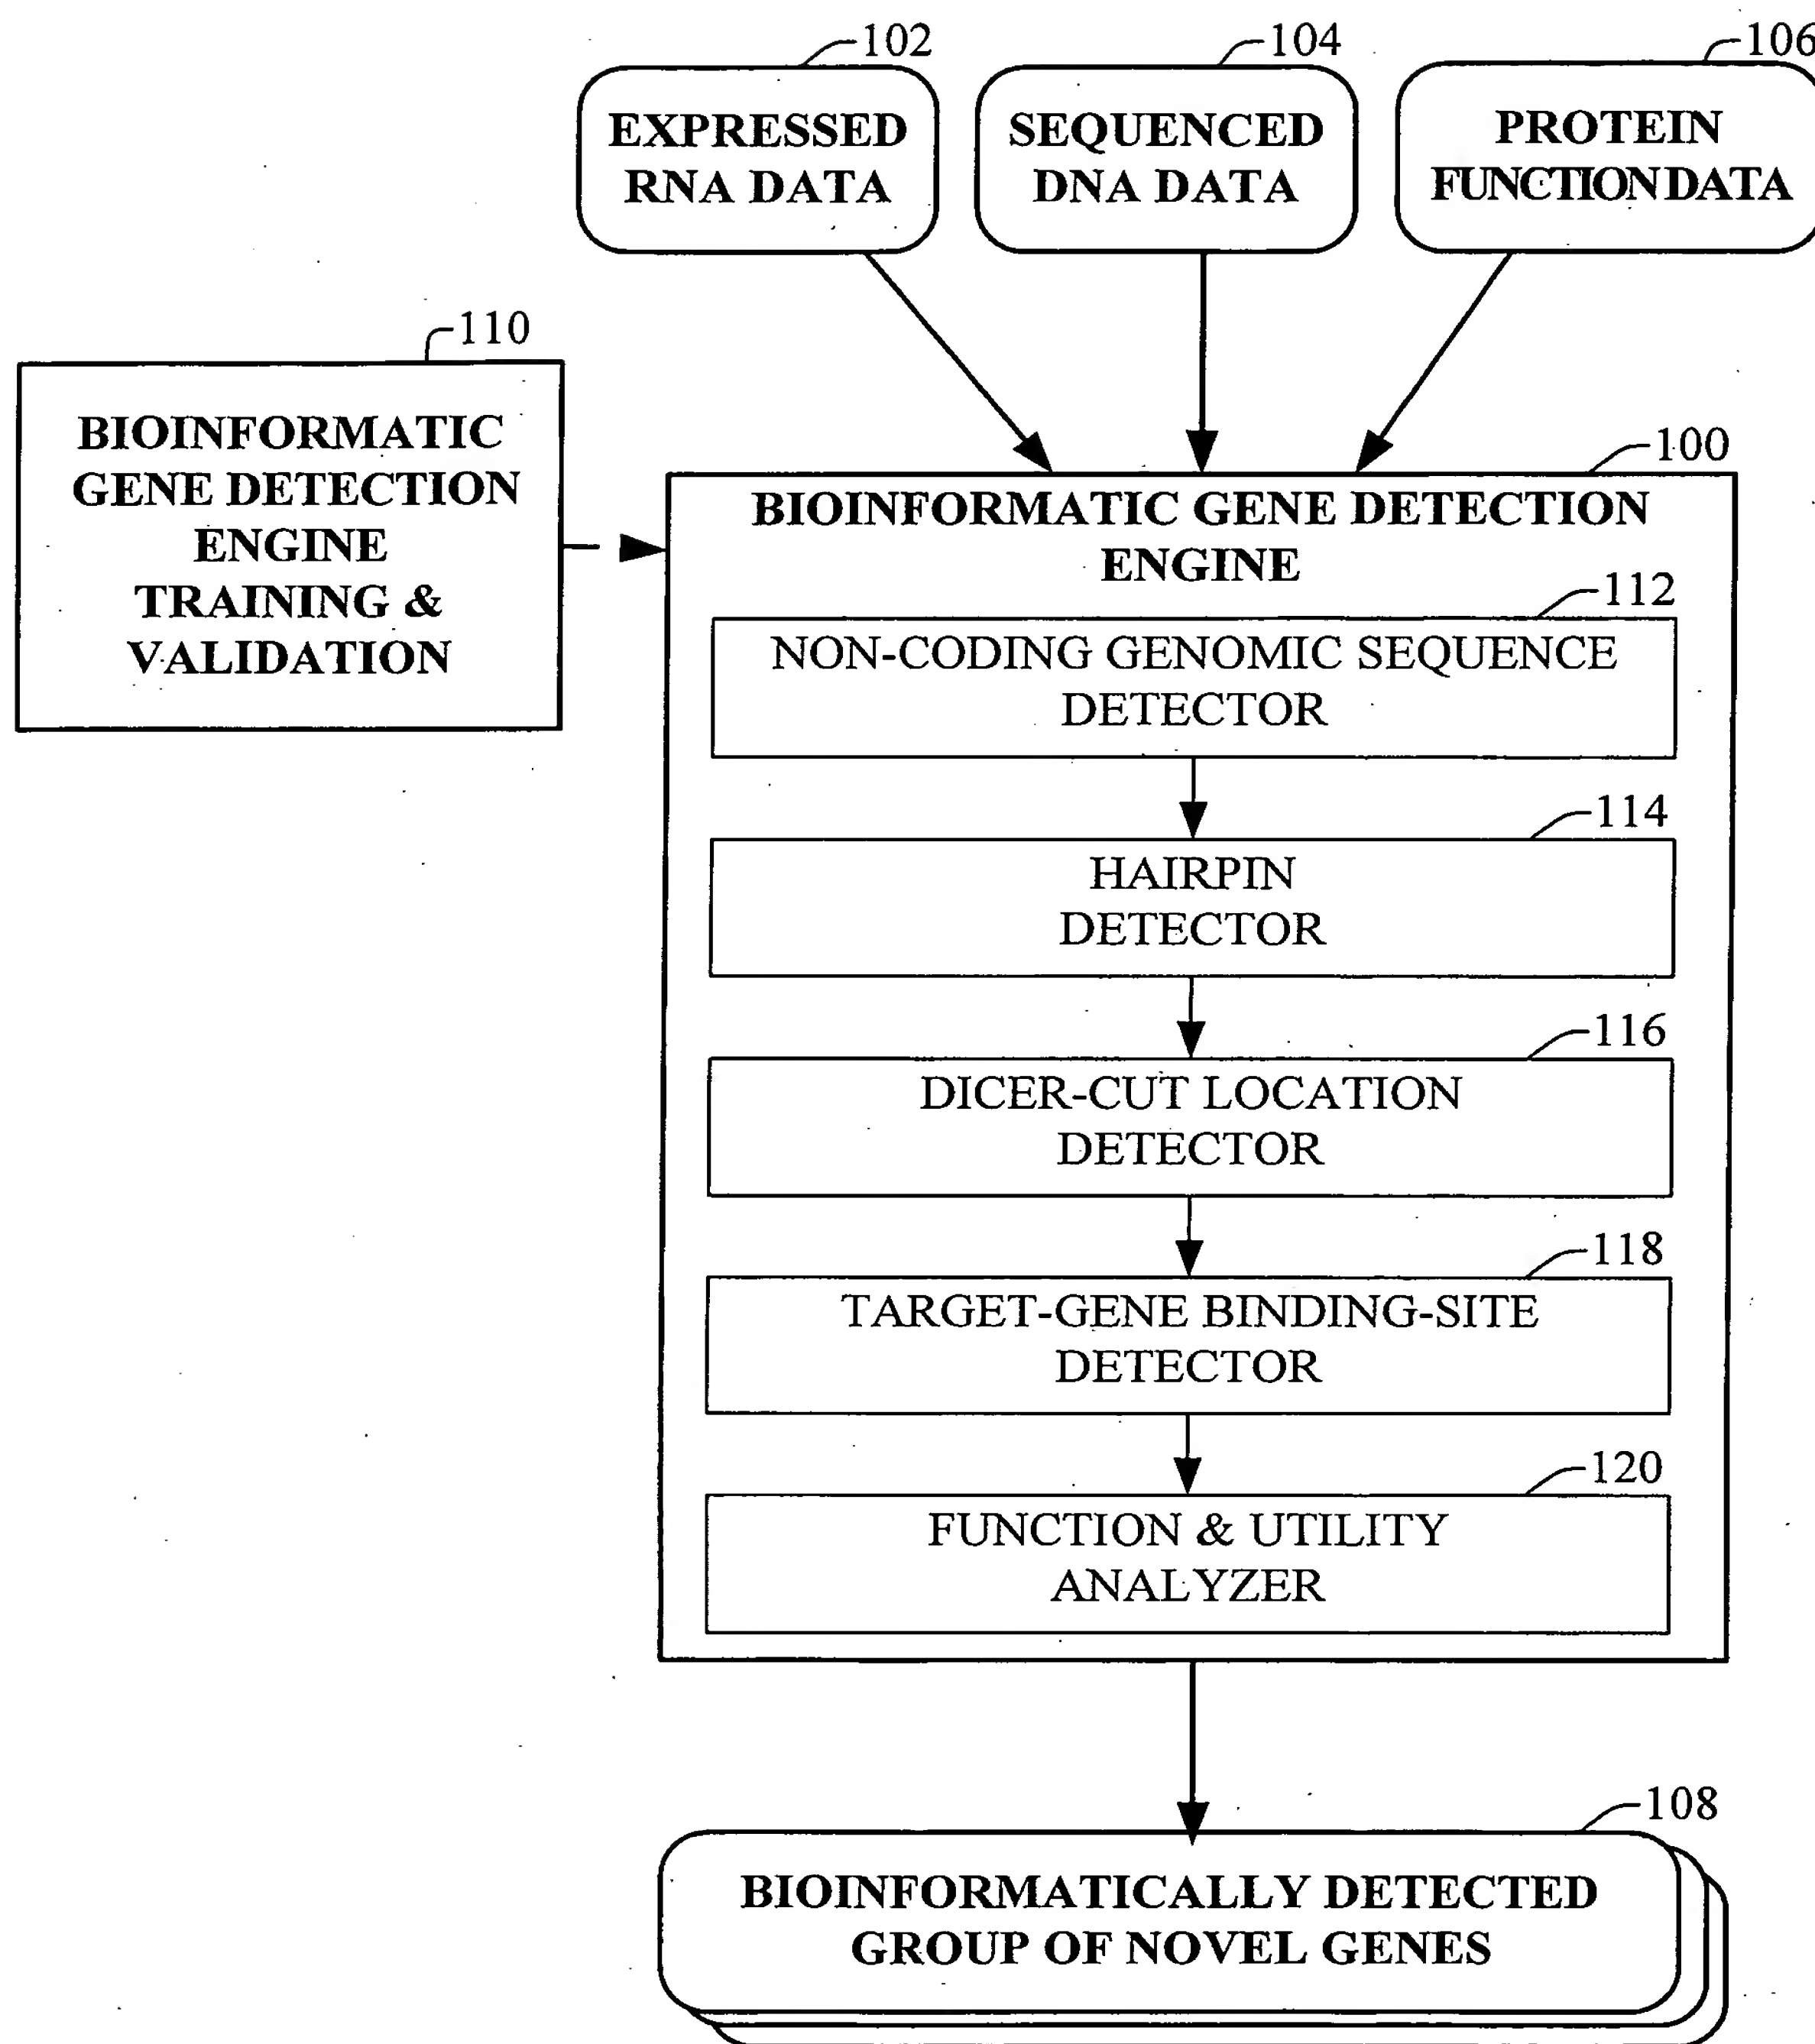 102
104
106
EXPRESSED
RNA DATA
SEQUENCED
DNA DATA
PROTEIN
FUNCTION DATA
110
BIOINFORMATIC
GENE DETECTION
ENGINE
TRAINING &
VALIDATION
100
BIOINFORMATIC GENE DETECTION
ENGINE
112
NON-CODING GENOMIC SEQUENCE
DETECTOR
114
HAIRPIN
DETECTOR
116
DICER-CUT LOCATION
DETECTOR
118
TARGET-GENE BINDING-SITE
DETECTOR
120
FUNCTION & UTILITY
ANALYZER
108
BIOINFORMATICALLY DETECTED
GROUP OF NOVEL GENES